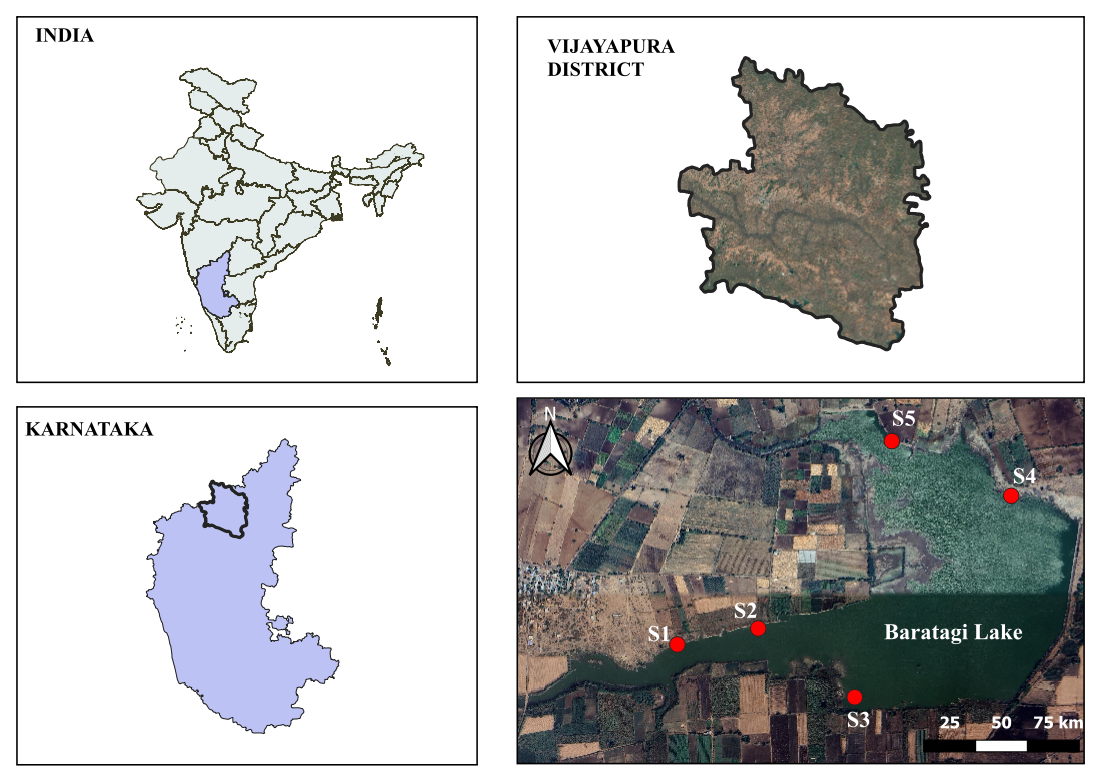 INDIA
VIJAYAPURA
DISTRICT
KARNATAKA
N
S5
S4
S2
S1
Baratagi Lake
S3
25 50 75 km